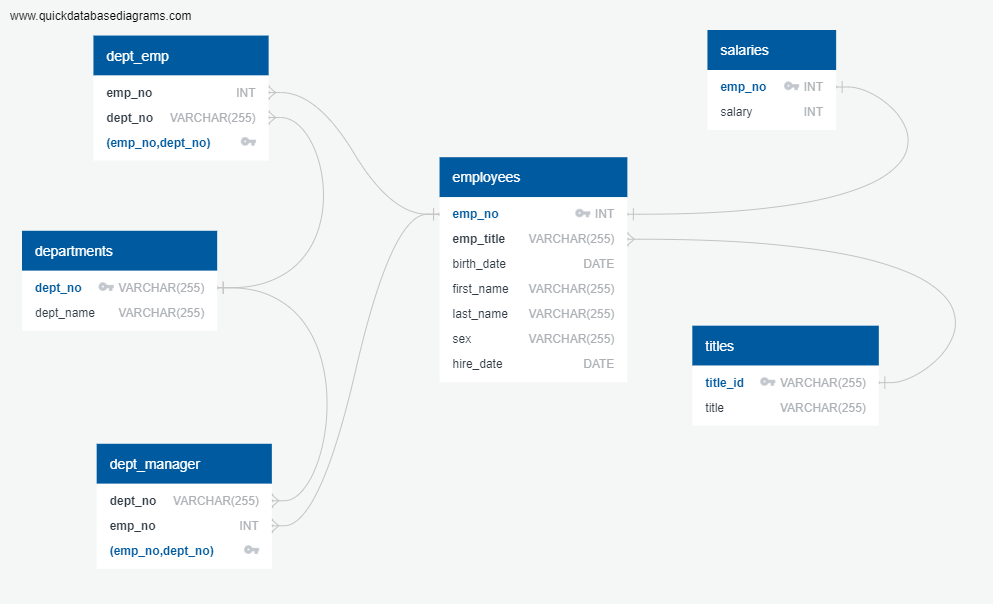 www.quickdatabasediagrams.com
dept_emp
emp_no INT
dept_no VARCHAR(255)
(emp_no,dept_no)
departments
dept_no VARCHAR(255)
dept_name VARCHAR(255)
dept_manager
dept_no VARCHAR(255)
emp_no INT
(emp_no,dept_no)
employees
emp_no INT
emp_title VARCHAR(255)
birth_date DATE
first_name VARCHAR(255)
last_name VARCHAR(255)
sex VARCHAR(255)
hire_date DATE
salaries
emp_no INT
salary INT
titles
title_id VARCHAR(255)
title VARCHAR(255)